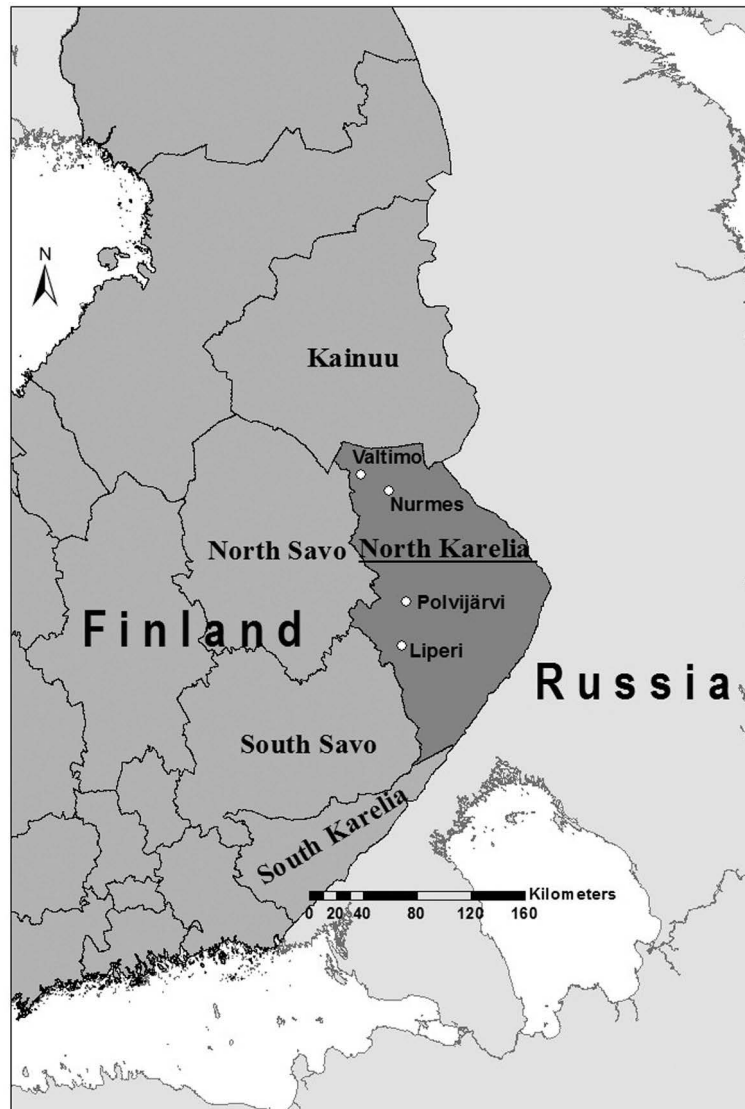 N
Kainuu
Valtimo
Nurmes
North Savo
North Karelia
Polvijärvi
Finland
Liperi
Russia
South Savo
South Karelia
Kilometers
0 20 40 80 120 160